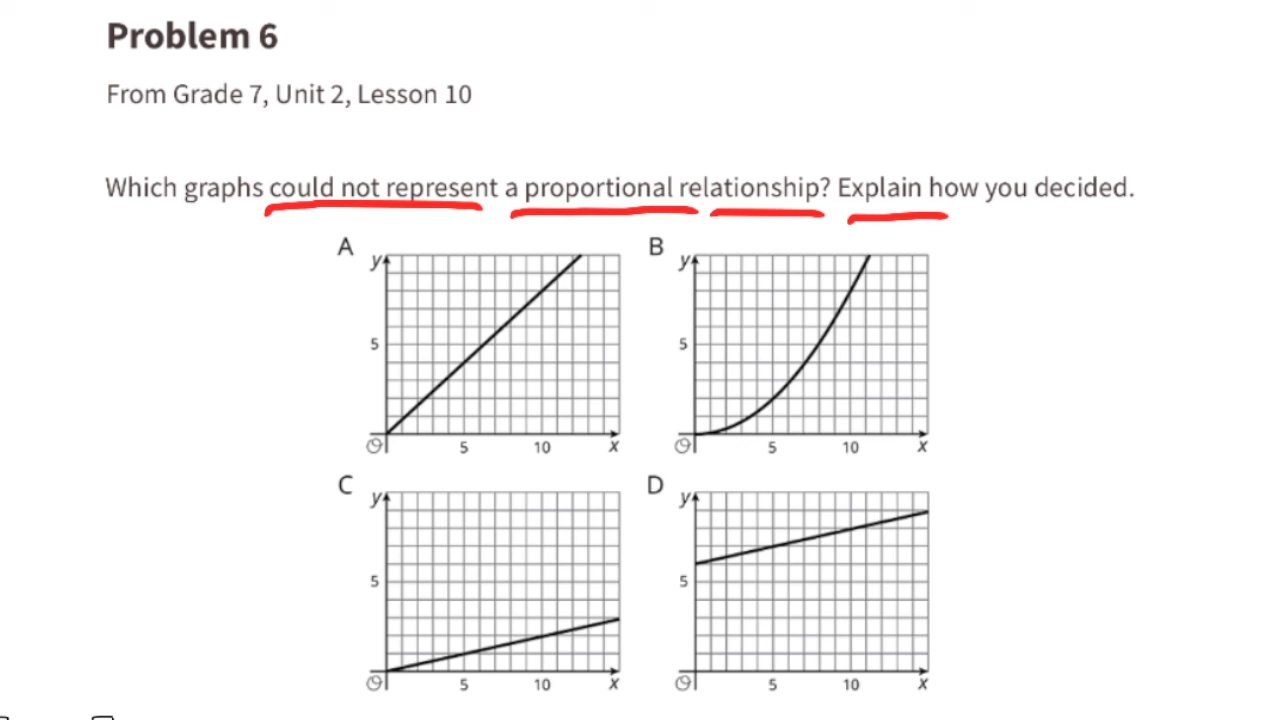 Problem 6
From Grade 7, Unit 2, Lesson 10
Which graphs could not represent a proportional relationship? Explain how you decided.
A
y
5
O
5 10 x
B
y
5
O
5 10 x
C
y
5
O
5 10 x
D
y
5
O
5 10 x